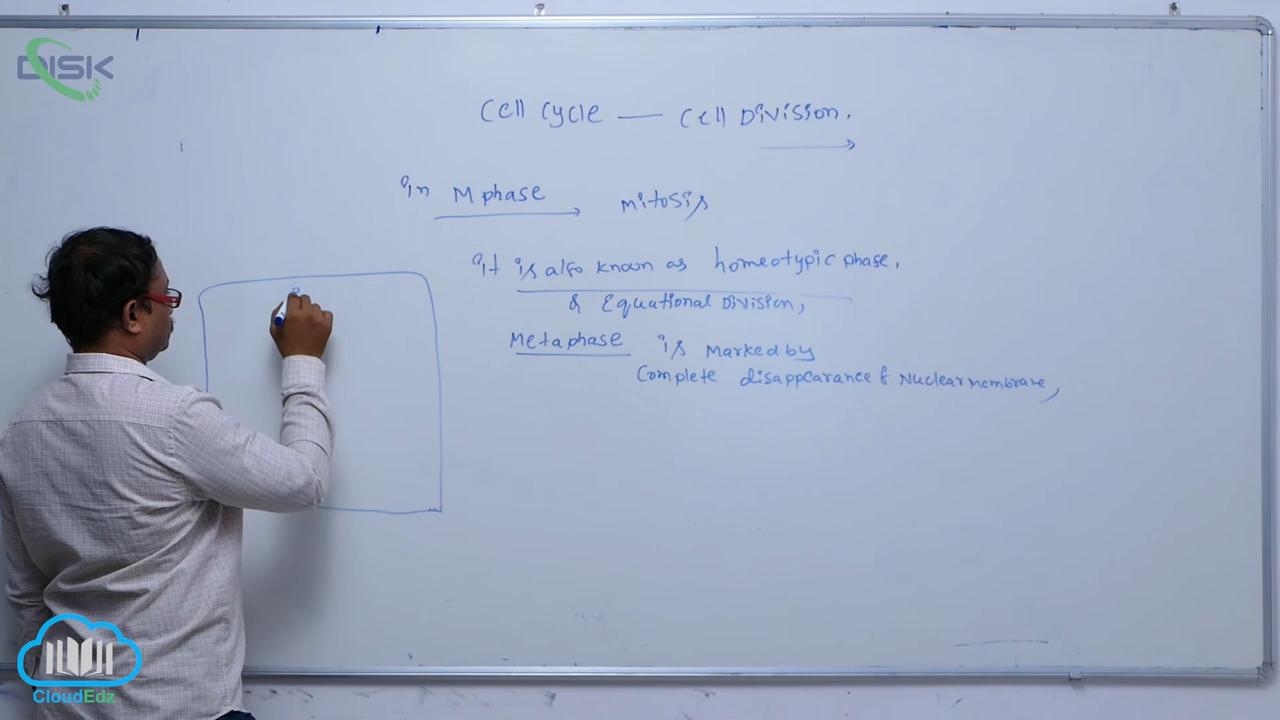 DISK
Cell Cycle — Cell Division.
in M phase → mitosis
it is also known as homeotypic phase,
& Equational Division,
Metaphase is Marked by
Complete disappearance & Nuclear membrane,
CloudEdz